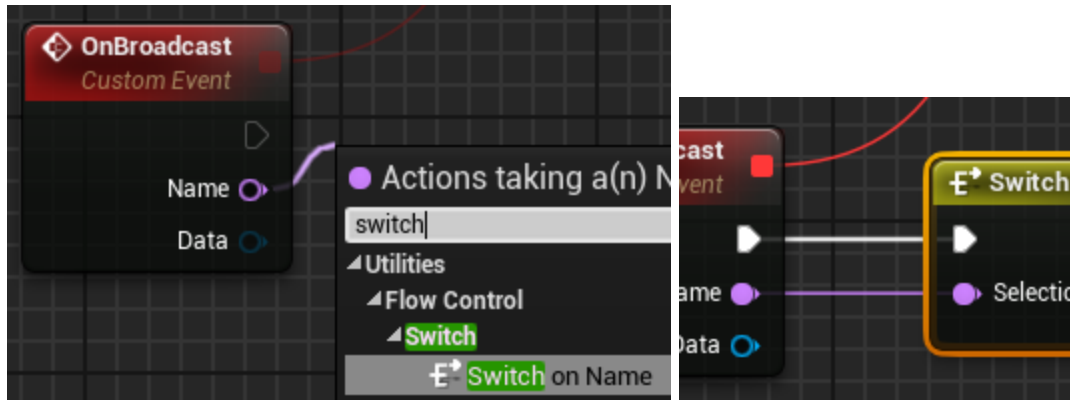 OnBroadcast
Custom Event
Name
Data
Actions taking a(n) N
switch
Utilities
Flow Control
Switch
Switch on Name
cast
vent
ame
Data
Switch
Selectio